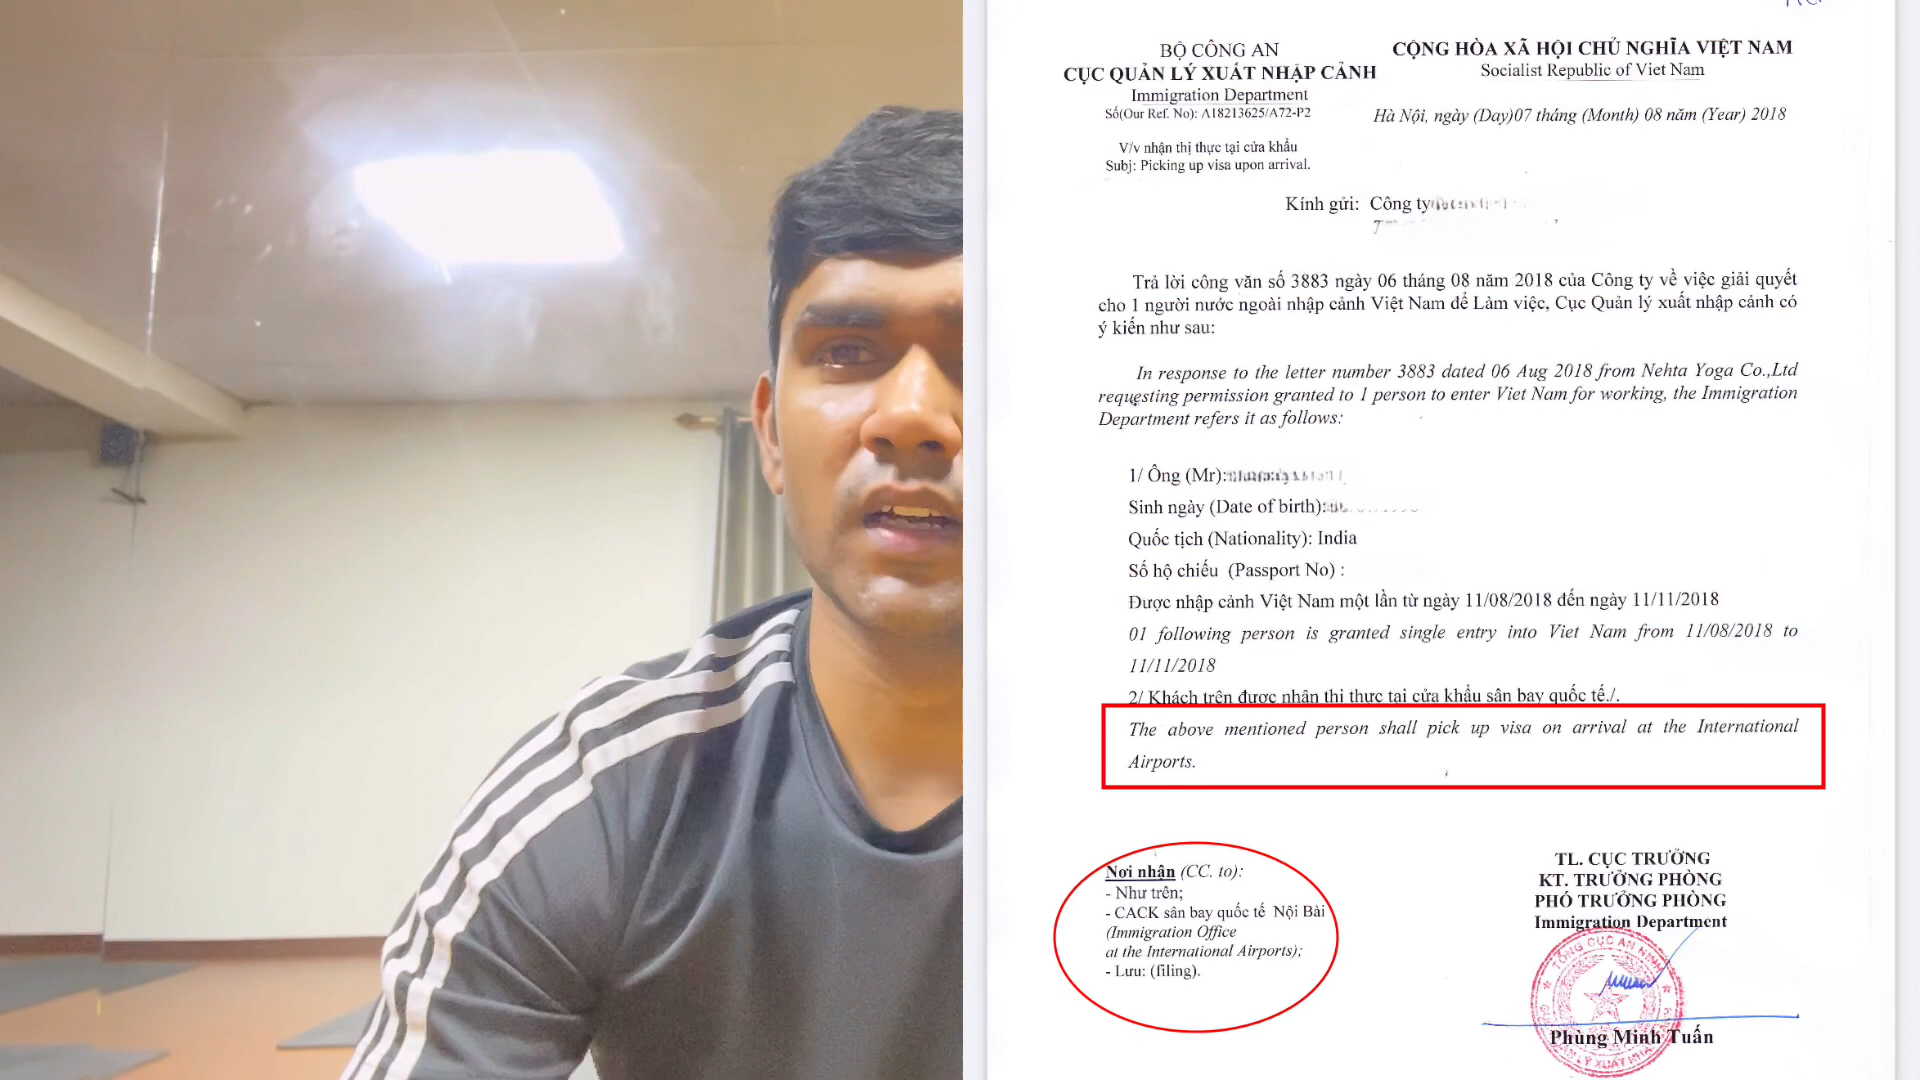 BỘ CÔNG AN
CỤC QUẢN LÝ XUẤT NHẬP CẢNH
Immigration Department
Số(Our Ref. No): A18213625/A72-P2
V/v nhận thị thực tại cửa khẩu
Subj: Picking up visa upon arrival.
CỘNG HÒA XÃ HỘI CHỦ NGHĨA VIỆT NAM
Socialist Republic of Viet Nam
Hà Nội, ngày (Day)07 tháng (Month) 08 năm (Year) 2018
Kính gửi: Công ty
Trả lời công văn số 3883 ngày 06 tháng 08 năm 2018 của Công ty về việc giải quyết
cho 1 người nước ngoài nhập cảnh Việt Nam để Làm việc, Cục Quản lý xuất nhập cảnh có
ý kiến như sau:
In response to the letter number 3883 dated 06 Aug 2018 from Nehta Yoga Co.,Ltd
requesting permission granted to 1 person to enter Viet Nam for working, the Immigration
Department refers it as follows:
1/ Ông (Mr):
Sinh ngày (Date of birth):
Quốc tịch (Nationality): India
Số hộ chiếu (Passport No) :
Được nhập cảnh Việt Nam một lần từ ngày 11/08/2018 đến ngày 11/11/2018
01 following person is granted single entry into Viet Nam from 11/08/2018 to
11/11/2018
2/ Khách trên được nhận thị thực tại cửa khẩu sân bay quốc tế./.
The above mentioned person shall pick up visa on arrival at the International
Airports.
Nơi nhận (CC. to):
- Như trên;
- CACK sân bay quốc tế Nội Bài
(Immigration Office
at the International Airports);
- Lưu: (filing).
TL. CỤC TRƯỞNG
KT. TRƯỞNG PHÒNG
PHÓ TRƯỞNG PHÒNG
Immigration Department
TỔNG CỤC AN NINH
Phùng Minh Tuấn